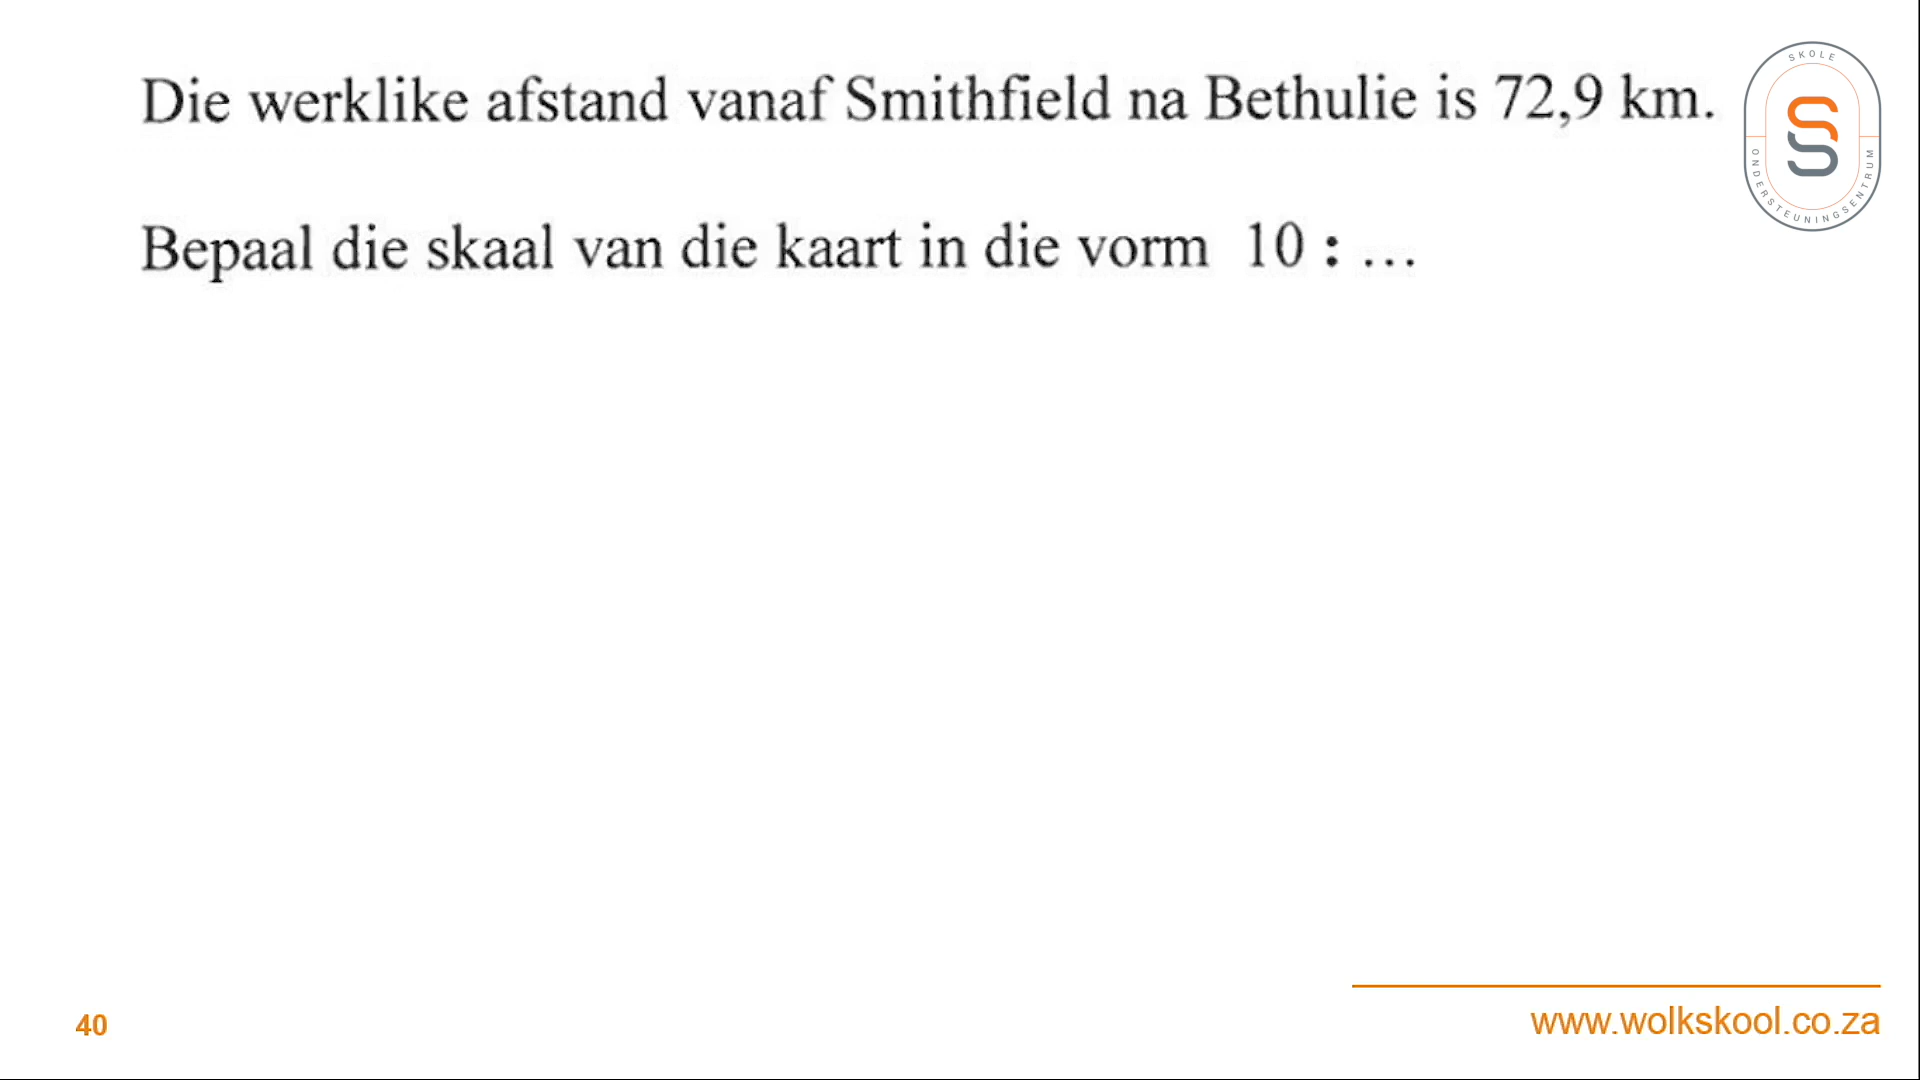 Die werklike afstand vanaf Smithfield na Bethulie is 72,9 km.
SKOLE
ONDERSTEUNINGSENTRUM
Bepaal die skaal van die kaart in die vorm 10 : ...
40
www.wolkskool.co.za